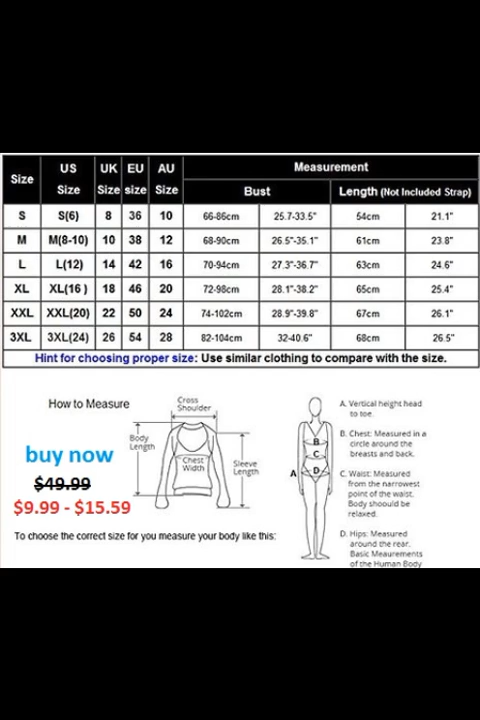 Size US Size UK Size EU size AU Size Measurement
Bust Length (Not Included Strap)
S S(6) 8 36 10 66-86cm 25.7-33.5" 54cm 21.1"
M M(8-10) 10 38 12 68-90cm 26.5"-35.1" 61cm 23.8"
L L(12) 14 42 16 70-94cm 27.3"-36.7" 63cm 24.6"
XL XL(16 ) 18 46 20 72-98cm 28.1"-38.2" 65cm 25.4"
XXL XXL(20) 22 50 24 74-102cm 28.9"-39.8" 67cm 26.1"
3XL 3XL(24) 26 54 28 82-104cm 32-40.6" 68cm 26.5"
Hint for choosing proper size: Use similar clothing to compare with the size.
How to Measure
Cross
Shoulder
Body
Length
Chest
Width
Sleeve
Length
buy now
$49.99
$9.99 - $15.59
To choose the correct size for you measure your body like this:
B
C
A D
A. Vertical height head
to toe.
B. Chest: Measured in a
circle around the
breasts and back.
C. Waist: Measured
from the narrowest
point of the waist.
Body should be
relaxed.
D. Hips: Measured
around the rear.
Basic Meaurements
of the Human Body